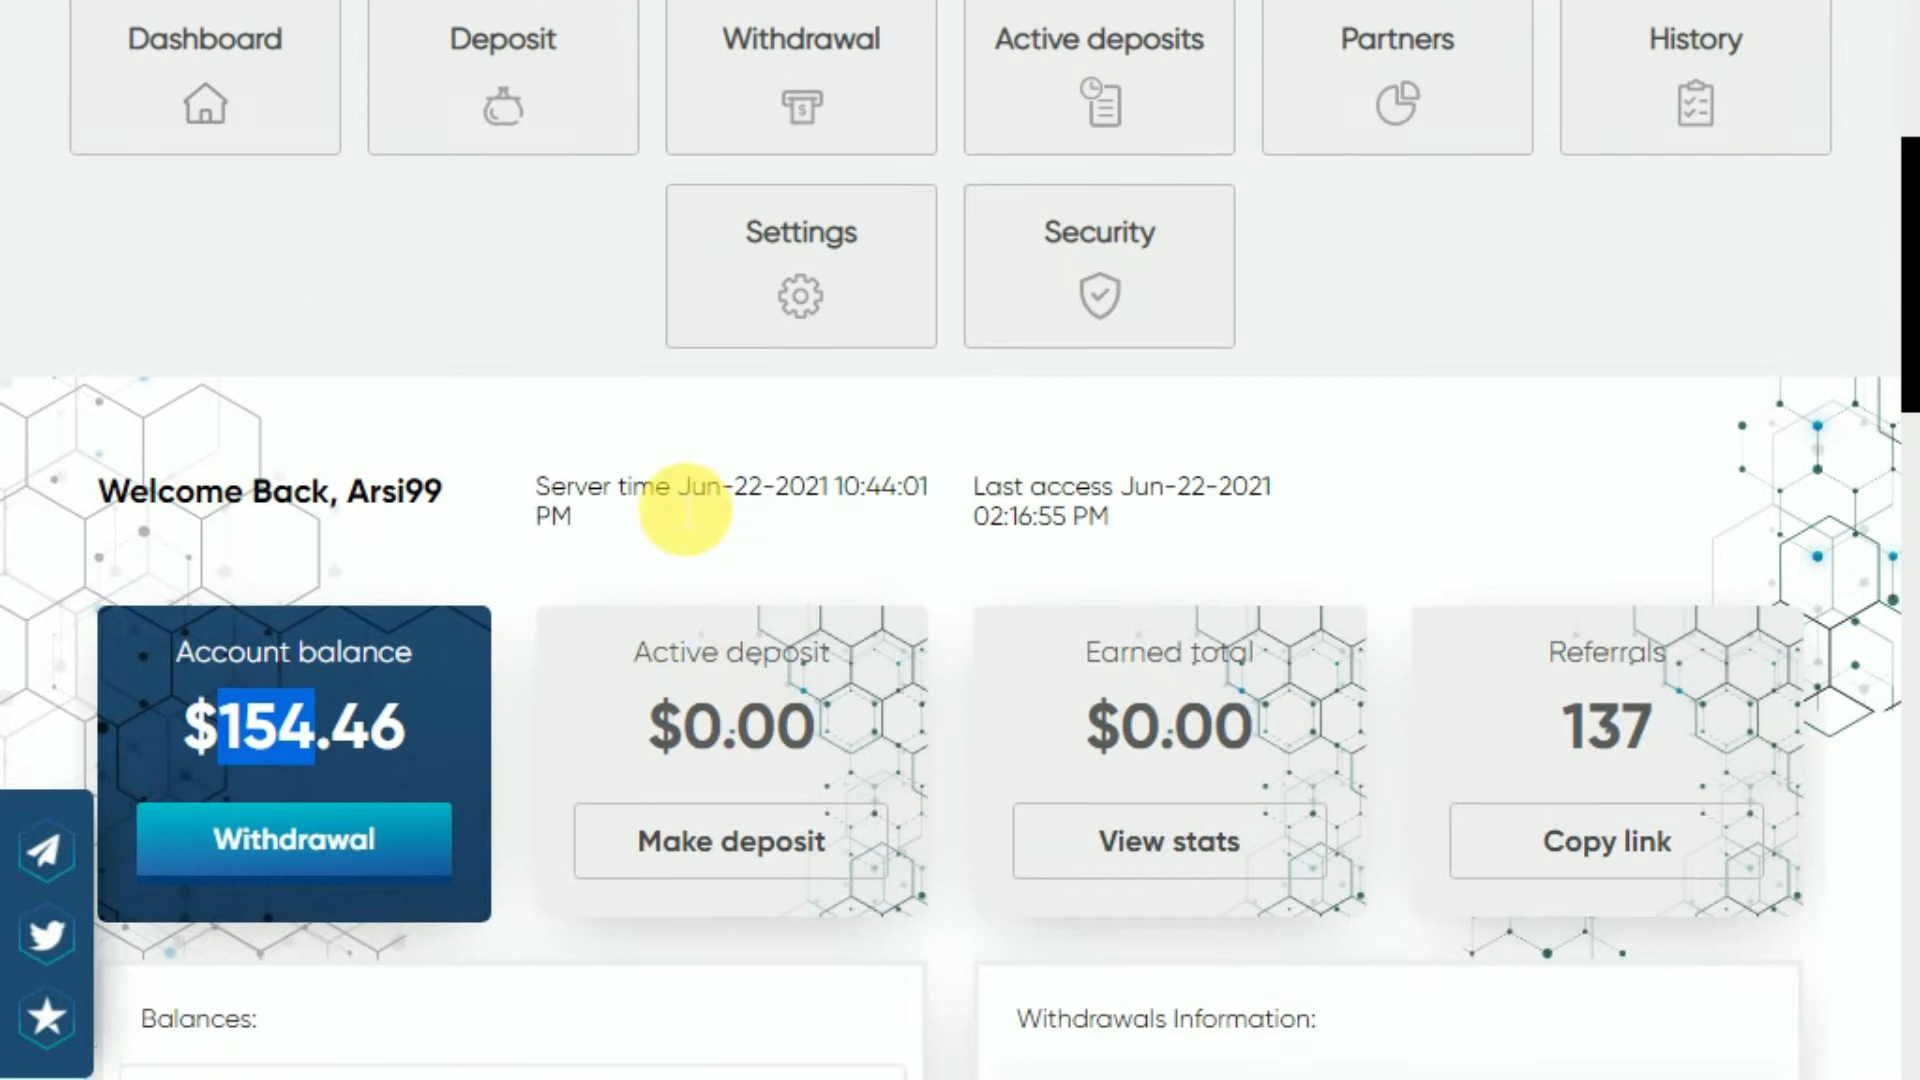 Dashboard
Deposit
Withdrawal
Active deposits
Partners
History
Settings
Security
Welcome Back, Arsi99
Server time Jun-22-2021 10:44:01
PM
Last access Jun-22-2021
02:16:55 PM
Account balance
$154.46
Withdrawal
Active deposit
$0.00
Make deposit
Earned total
$0.00
View stats
Referrals
137
Copy link
Balances:
Withdrawals Information: